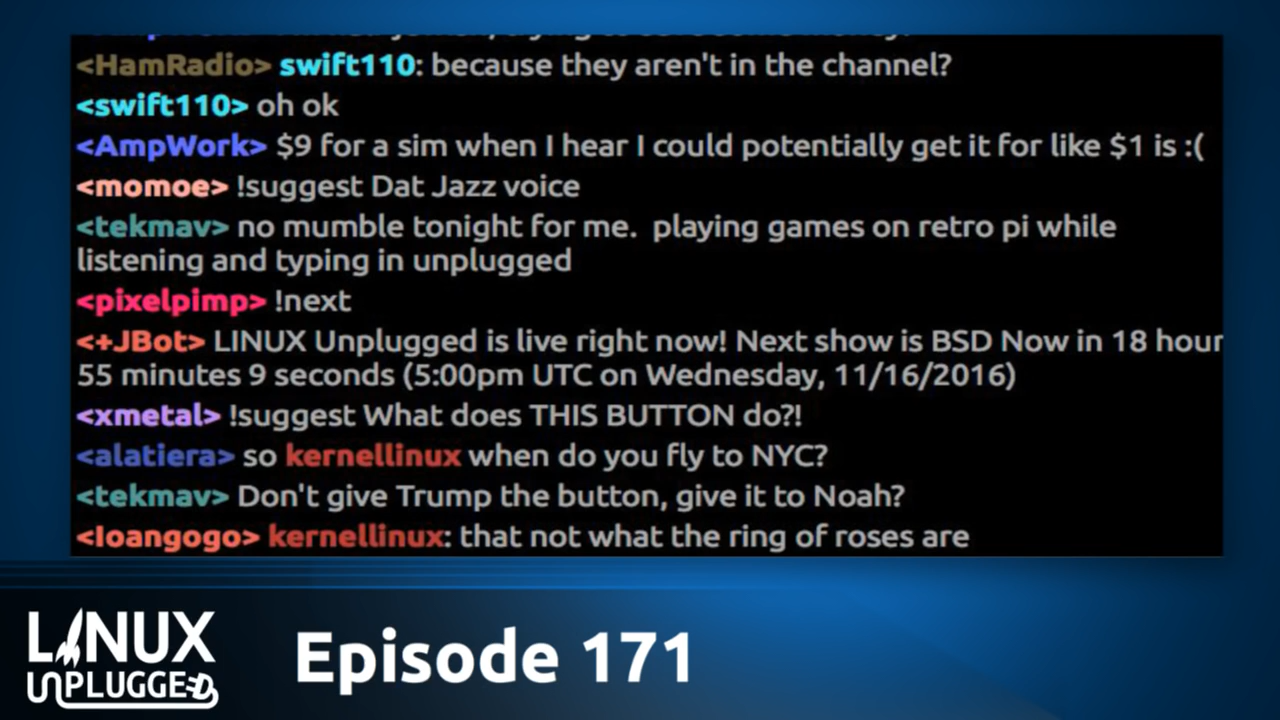 <HamRadio> swift110: because they aren't in the channel?
<swift110> oh ok
<AmpWork> $9 for a sim when I hear I could potentially get it for like $1 is :(
<momoe> !suggest Dat Jazz voice
<tekmav> no mumble tonight for me.  playing games on retro pi while
listening and typing in unplugged
<pixelpimp> !next
<+JBot> LINUX Unplugged is live right now! Next show is BSD Now in 18 hour
55 minutes 9 seconds (5:00pm UTC on Wednesday, 11/16/2016)
<xmetal> !suggest What does THIS BUTTON do?!
<alatiera> so kernellinux when do you fly to NYC?
<tekmav> Don't give Trump the button, give it to Noah?
<loangogo> kernellinux: that not what the ring of roses are
LINUX
UNPLUGGED
Episode 171